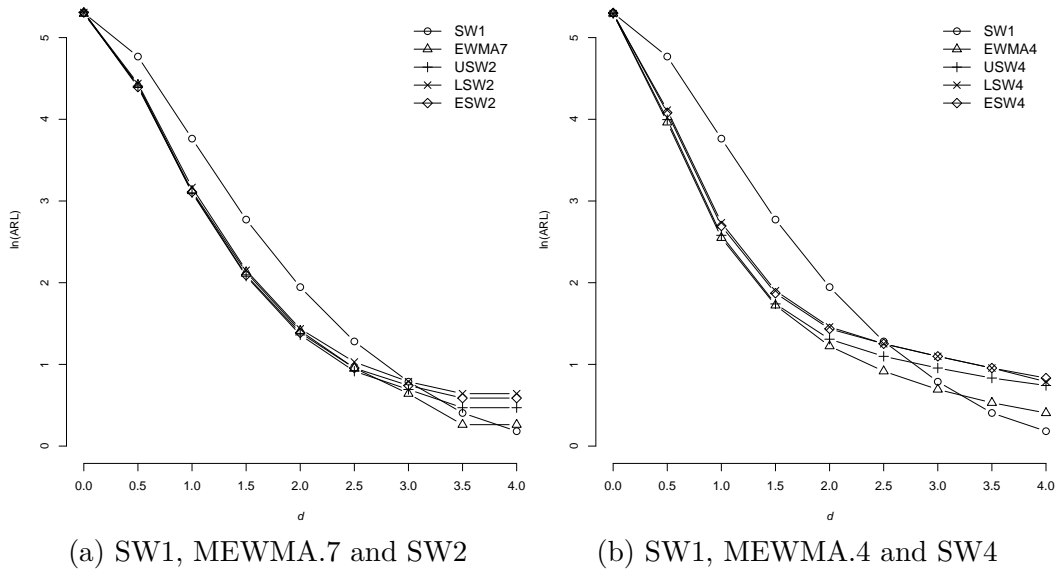 SW1
EWMA7
USW2
LSW2
ESW2
5
4
3
2
1
0
ln(ARL)
0.0 0.5 1.0 1.5 2.0 2.5 3.0 3.5 4.0
d
(a) SW1, MEWMA.7 and SW2
SW1
EWMA4
USW4
LSW4
ESW4
5
4
3
2
1
0
ln(ARL)
0.0 0.5 1.0 1.5 2.0 2.5 3.0 3.5 4.0
d
(b) SW1, MEWMA.4 and SW4